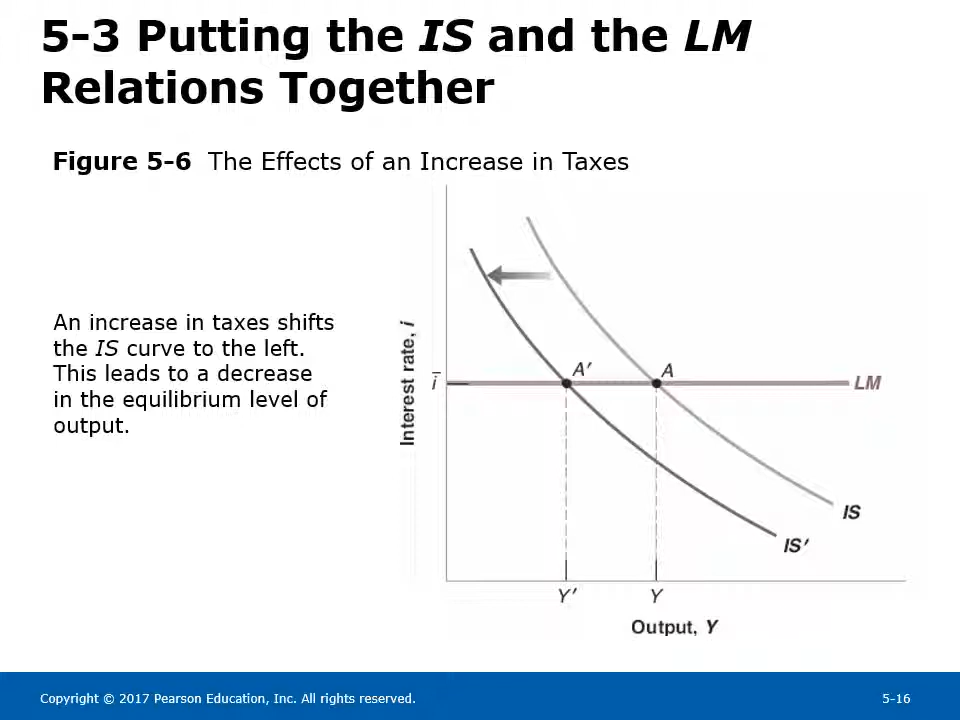 5-3 Putting the IS and the LM
Relations Together
Figure 5-6 The Effects of an Increase in Taxes
An increase in taxes shifts
the IS curve to the left.
This leads to a decrease
in the equilibrium level of
output.
Interest rate, i
i̅
A′
A
LM
IS
IS′
Y′
Y
Output, Y
Copyright © 2017 Pearson Education, Inc. All rights reserved.
5-16